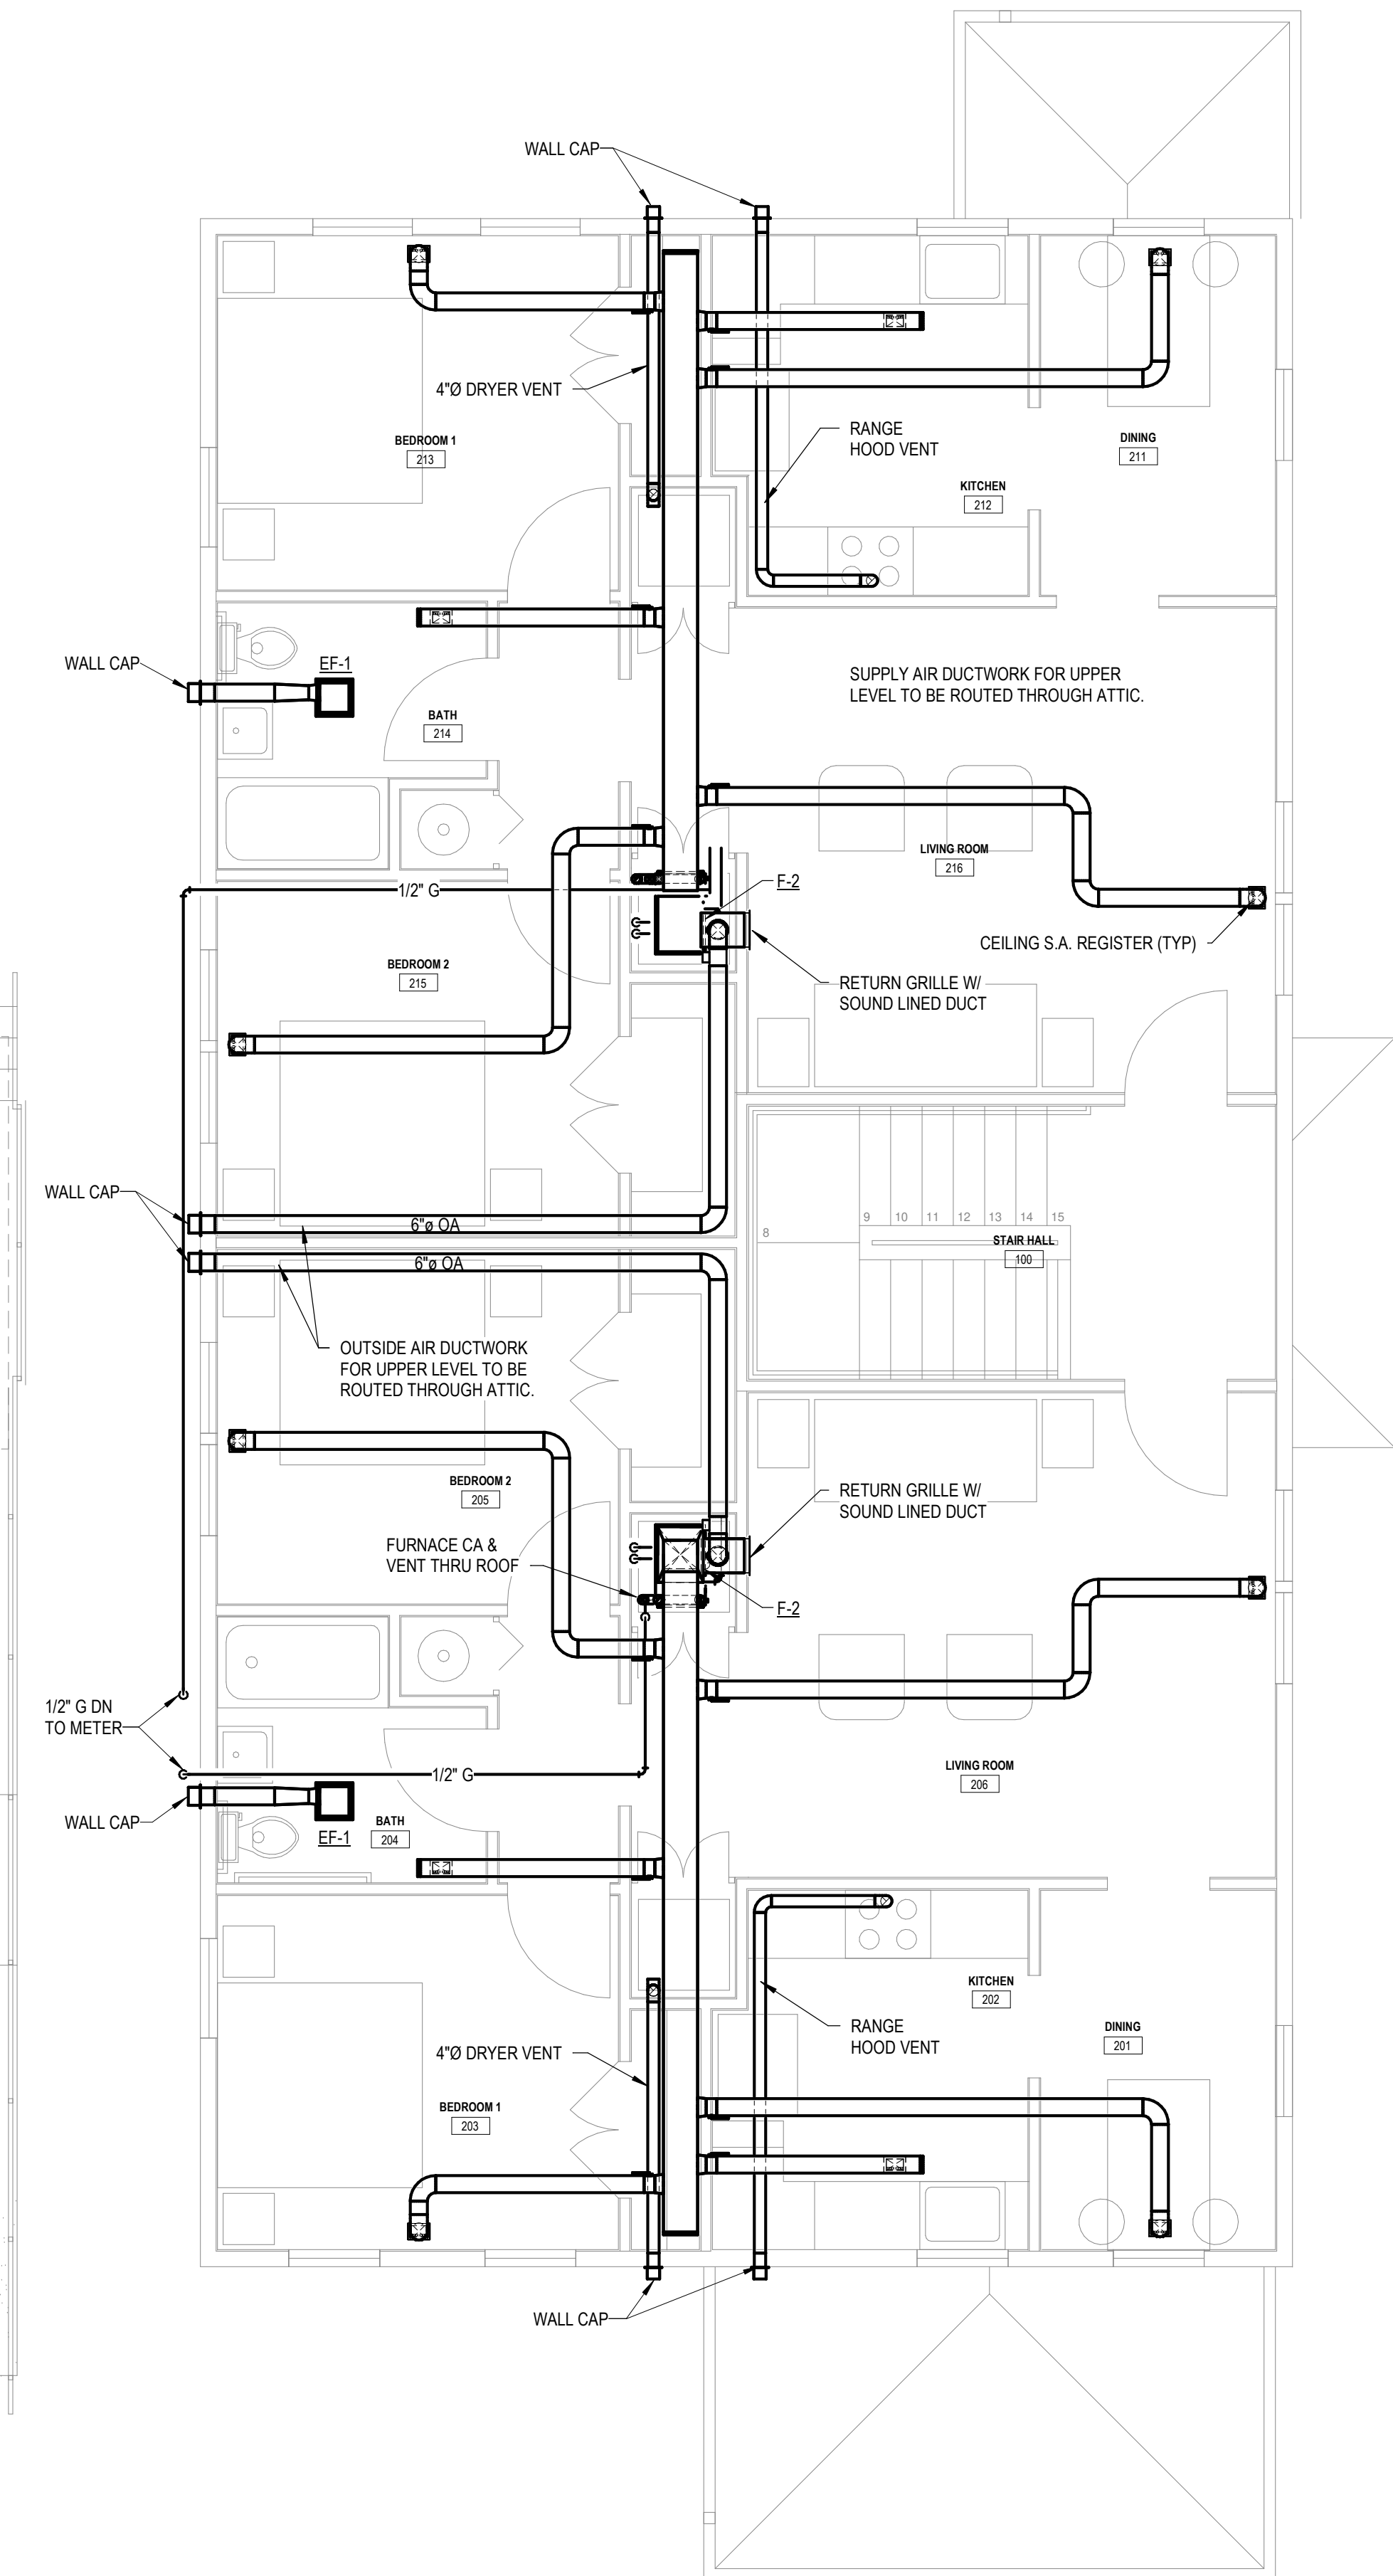 WALL CAP
4"Ø DRYER VENT
RANGE
HOOD VENT
BEDROOM 1
213
DINING
211
KITCHEN
212
WALL CAP
EF-1
BATH
214
SUPPLY AIR DUCTWORK FOR UPPER
LEVEL TO BE ROUTED THROUGH ATTIC.
LIVING ROOM
216
1/2" G
F-2
CEILING S.A. REGISTER (TYP)
BEDROOM 2
215
RETURN GRILLE W/
SOUND LINED DUCT
WALL CAP
6"ø OA
6"ø OA
8
9 10 11 12 13 14 15
STAIR HALL
100
OUTSIDE AIR DUCTWORK
FOR UPPER LEVEL TO BE
ROUTED THROUGH ATTIC.
BEDROOM 2
205
RETURN GRILLE W/
SOUND LINED DUCT
FURNACE CA &
VENT THRU ROOF
F-2
1/2" G DN
TO METER
1/2" G
LIVING ROOM
206
WALL CAP
EF-1
BATH
204
KITCHEN
202
RANGE
HOOD VENT
DINING
201
4"Ø DRYER VENT
BEDROOM 1
203
WALL CAP